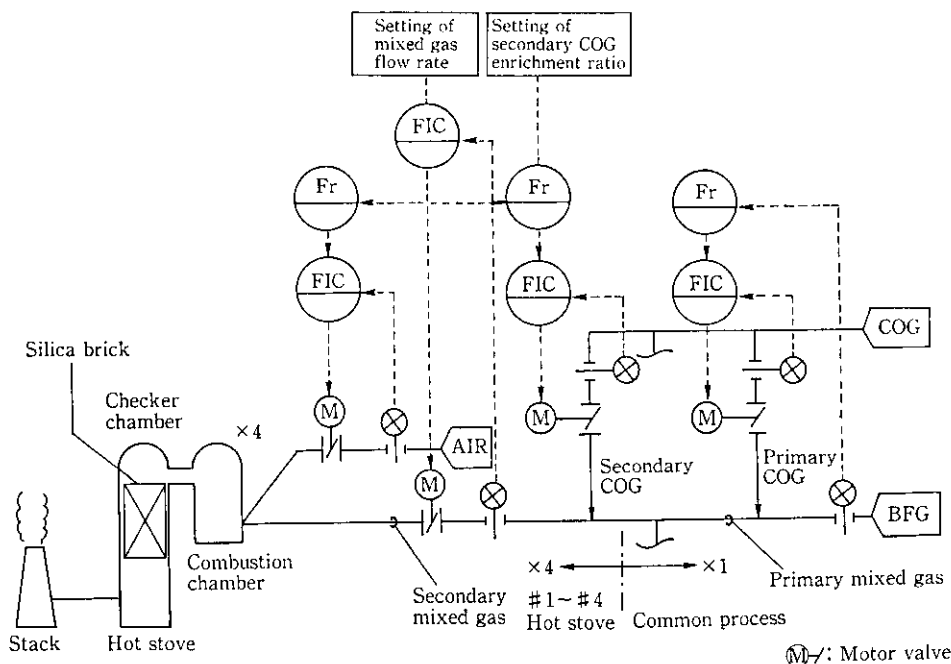 Setting of
mixed gas
flow rate
Setting of
secondary COG
enrichment ratio
FIC
Fr
Fr
Fr
FIC
FIC
FIC
COG
Silica brick
Checker
chamber
×4
M
M
M
AIR
M
Secondary
COG
Primary
COG
BFG
Combustion
chamber
Secondary
mixed gas
×4
×1
#1~#4
Hot stove
Common process
Primary mixed gas
Stack
Hot stove
M : Motor valve